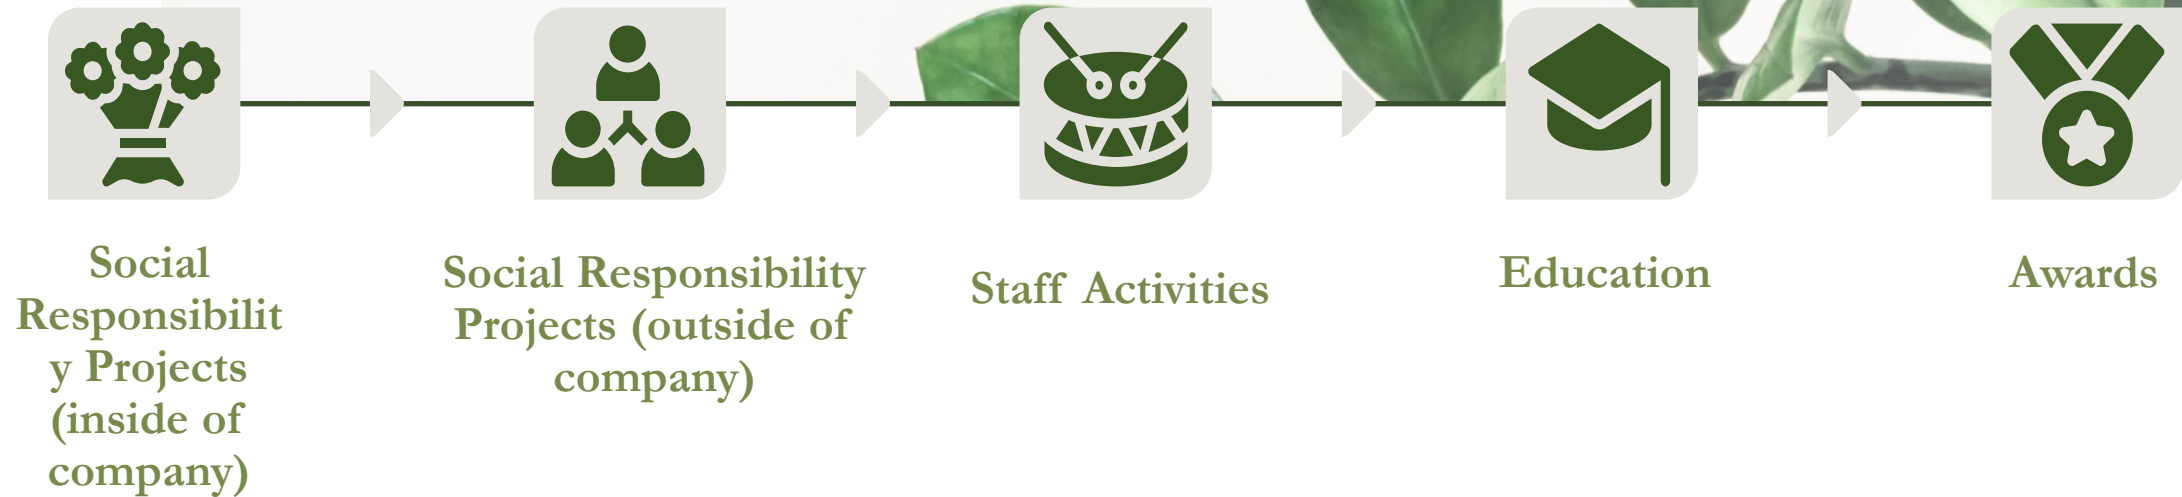 Social
Responsibilit
y Projects
(inside of
company)
Social Responsibility
Projects (outside of
company)
Staff Activities
Education
Awards